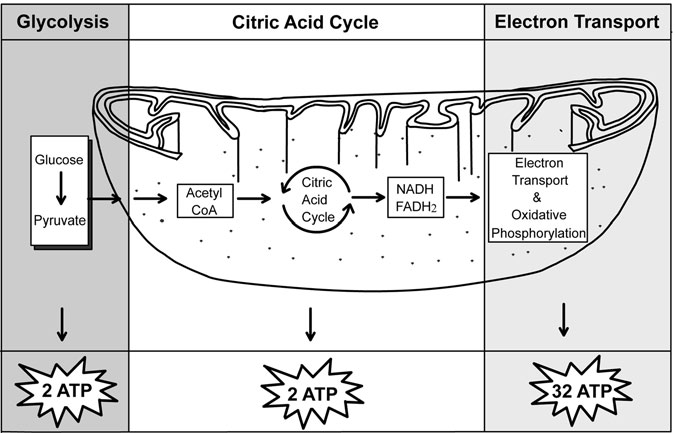 Glycolysis
Citric Acid Cycle
Electron Transport
Glucose
Pyruvate
Acetyl
CoA
Citric
Acid
Cycle
NADH
FADH₂
Electron
Transport
&
Oxidative
Phosphorylation
2 ATP
2 ATP
32 ATP